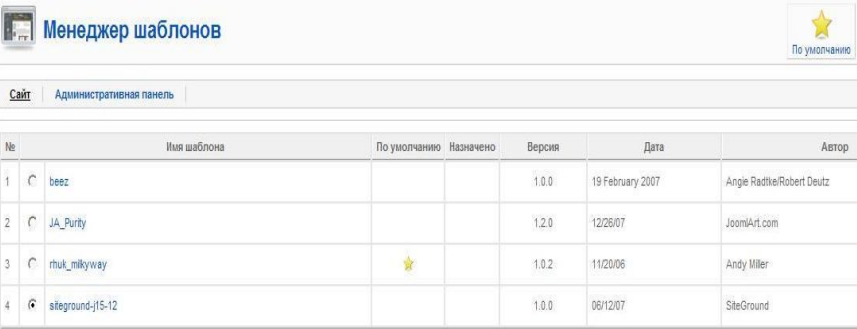 Менеджер шаблонов
По умолчанию
Сайт Административная панель
№ Имя шаблона По умолчанию Назначено Версия Дата Автор
1 beez 1.0.0 19 February 2007 Angie Radtke/Robert Deutz
2 JA_Purity 1.2.0 12/26/07 JoomlArt.com
3 rhuk_milkyway 1.0.2 11/20/06 Andy Miller
4 siteground-j15-12 1.0.0 06/12/07 SiteGround